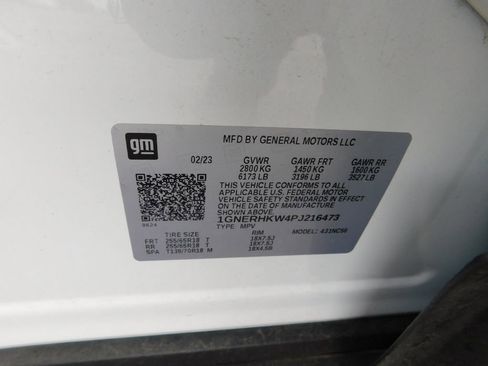 gm
MFD BY GENERAL MOTORS LLC
02/23 GVWR GAWR FRT GAWR RR
2800 KG 1450 KG 1600 KG
6173 LB 3196 LB 3527 LB
THIS VEHICLE CONFORMS TO ALL
APPLICABLE U.S. FEDERAL MOTOR
VEHICLE SAFETY STANDARDS IN EFFECT
ON THE DATE OF MANUFACTURE
SHOWN ABOVE.
1GNERHKW4PJ216473
TYPE: MPV MODEL: 431NC56
TIRE SIZE RIM
FRT 255/65R18 T 18X7.5J
RR 255/65R18 T 18X7.5J
SPA T135/70R18 M 18X4.5B